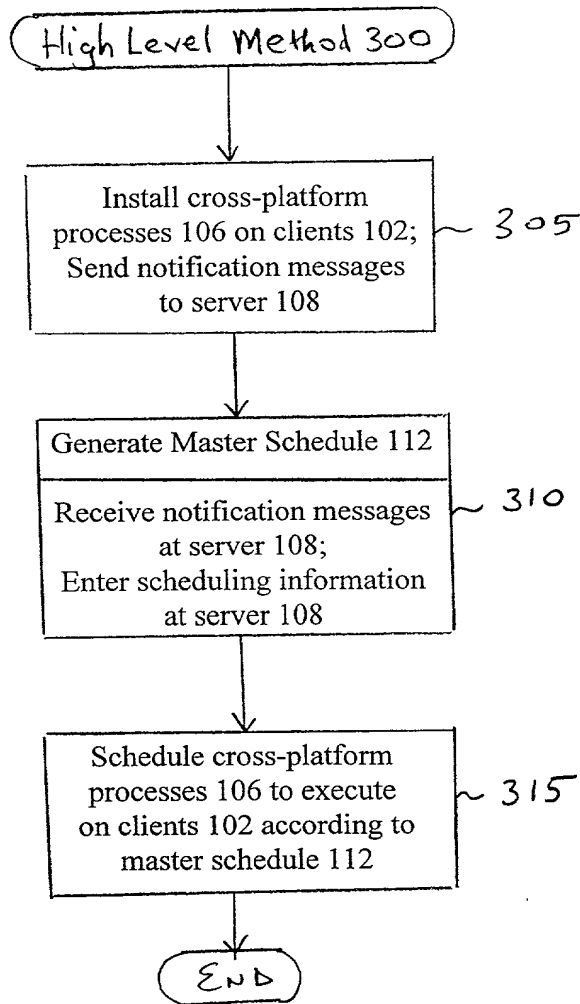 High Level Method 300
Install cross-platform
processes 106 on clients 102;
Send notification messages
to server 108
305
Generate Master Schedule 112
Receive notification messages
at server 108;
Enter scheduling information
at server 108
310
Schedule cross-platform
processes 106 to execute
on clients 102 according to
master schedule 112
315
END